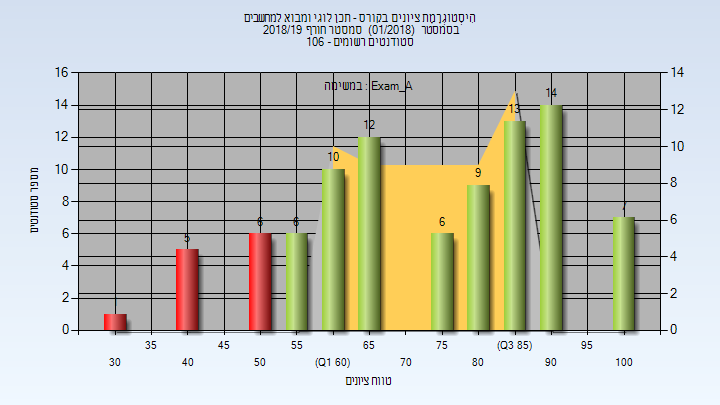 היסטוגרמת ציונים בקורס - תכן לוגי ומבוא למחשבים
בסמסטר (01/2018) סמסטר חורף 2018/19
סטודנטים רשומים - 106
במשימה : Exam_A
מספר סטודנטים
16 14 12 10 8 6 4 2 0
14 12 10 8 6 4 2 0
5 6 6 10 12 6 9 13 14
35 45 55 65 75 (Q3 85) 95
30 40 50 (Q1 60) 70 80 90 100
טווח ציונים